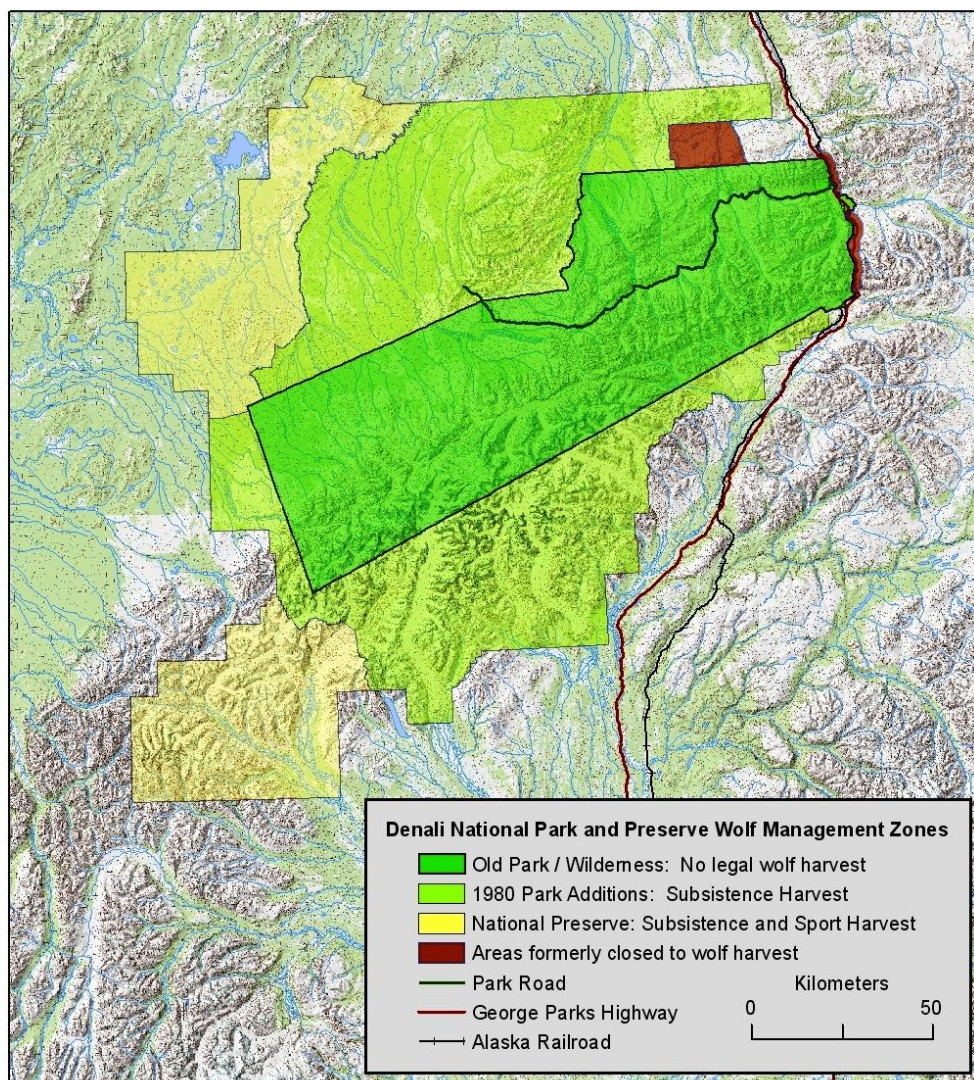 Denali National Park and Preserve Wolf Management Zones
Old Park / Wilderness: No legal wolf harvest
1980 Park Additions: Subsistence Harvest
National Preserve: Subsistence and Sport Harvest
Areas formerly closed to wolf harvest
Park Road
George Parks Highway
Alaska Railroad
Kilometers
0 50